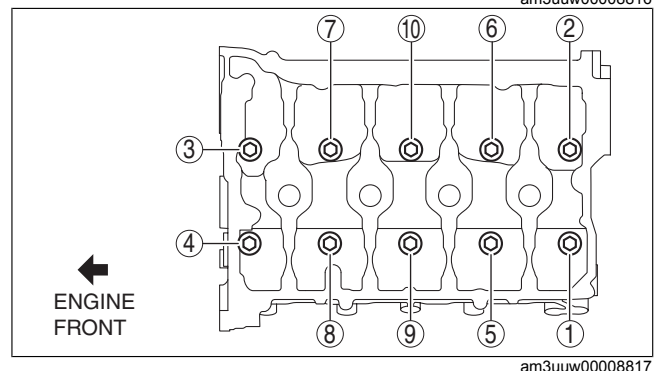 am3uuw00008816
⑦ ⑩ ⑥ ②
③
④
ENGINE
FRONT
⑧ ⑨ ⑤ ①
am3uuw00008817